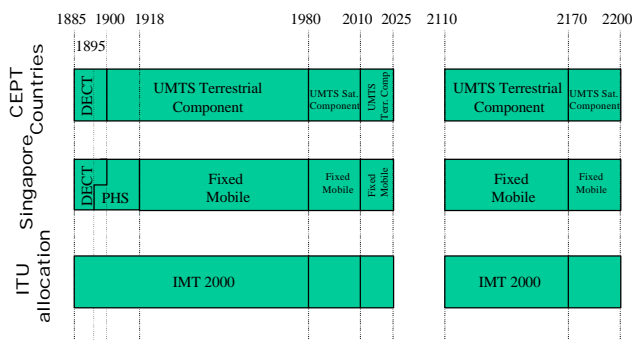 1885
1900
1918
1980
2010
2025
2110
2170
2200
1895
CEPT
Countries
DECT
UMTS Terrestrial
Component
UMTS Sat.
Component
UMTS
Terr. Comp
UMTS Terrestrial
Component
UMTS Sat.
Component
Singapore
DECT
PHS
Fixed
Mobile
Fixed
Mobile
Fixed
Mobile
Fixed
Mobile
Fixed
Mobile
ITU
allocation
IMT 2000
IMT 2000